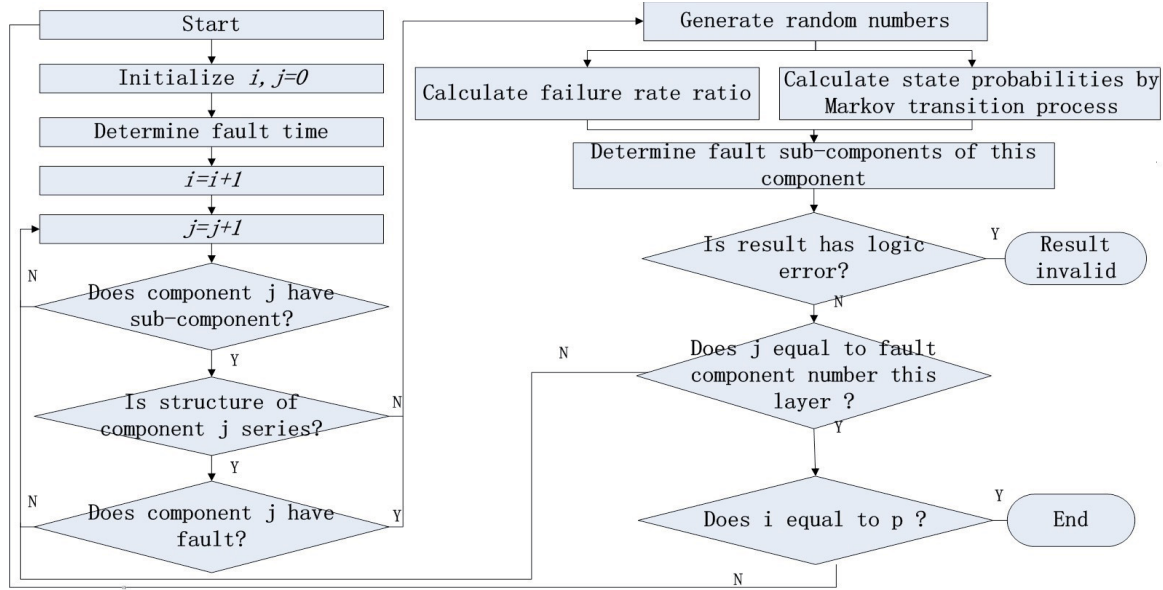 Start
Initialize i, j=0
Determine fault time
i=i+1
j=j+1
N
Does component j have
sub-component?
Y
Is structure of
component j series?
N
Y
N
Does component j have
fault?
Y
Generate random numbers
Calculate failure rate ratio
Calculate state probabilities by
Markov transition process
Determine fault sub-components of this
component
Is result has logic
error?
Y
Result
invalid
N
Does j equal to fault
component number this
layer ?
N
Y
Does i equal to p ?
Y
End
N